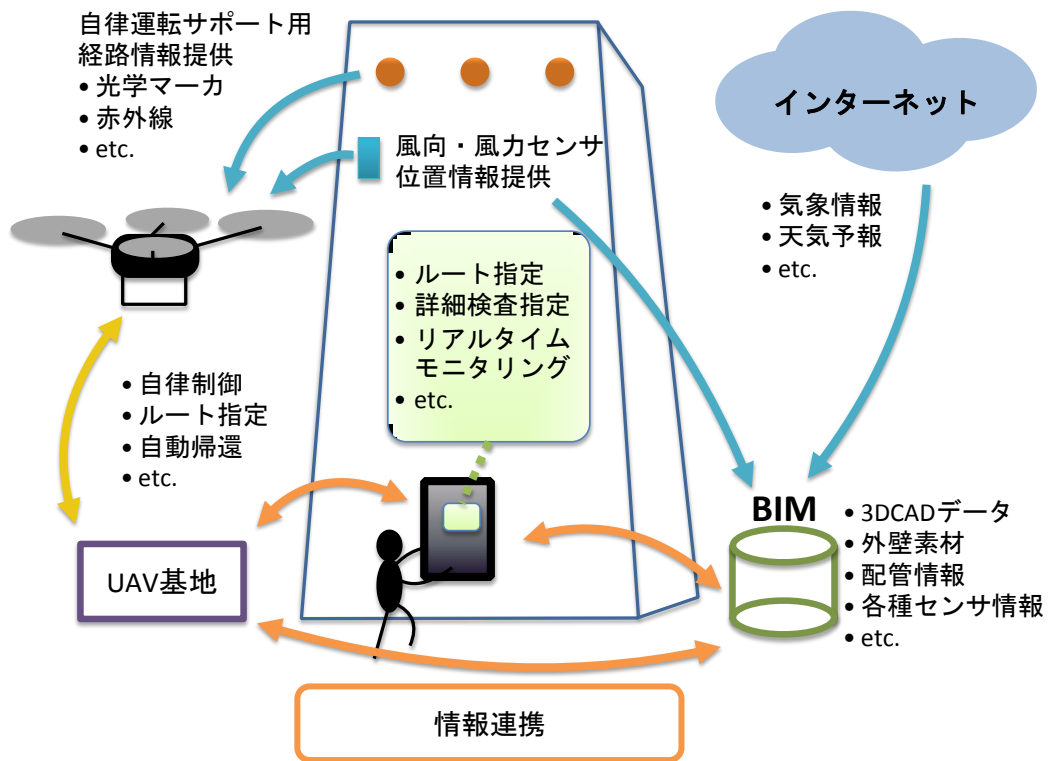 自律運転サポート用
経路情報提供
• 光学マーカ
• 赤外線
• etc.
風向・風力センサ
位置情報提供
インターネット
• 気象情報
• 天気予報
• etc.
• ルート指定
• 詳細検査指定
• リアルタイム
モニタリング
• etc.
• 自律制御
• ルート指定
• 自動帰還
• etc.
UAV基地
BIM
• 3DCADデータ
• 外壁素材
• 配管情報
• 各種センサ情報
• etc.
情報連携